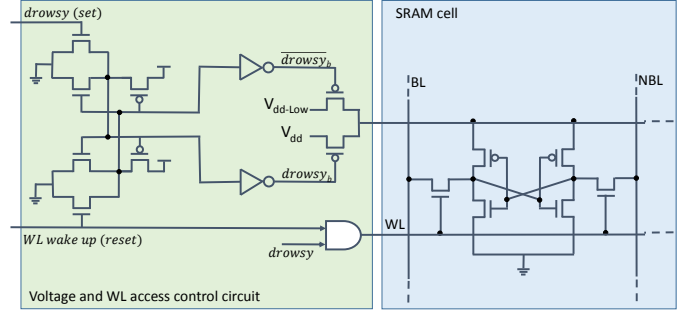 drowsy (set)
SRAM cell
drowsy_b
BL
NBL
V_dd-Low
V_dd
drowsy_b
WL
WL wake up (reset)
drowsy
Voltage and WL access control circuit